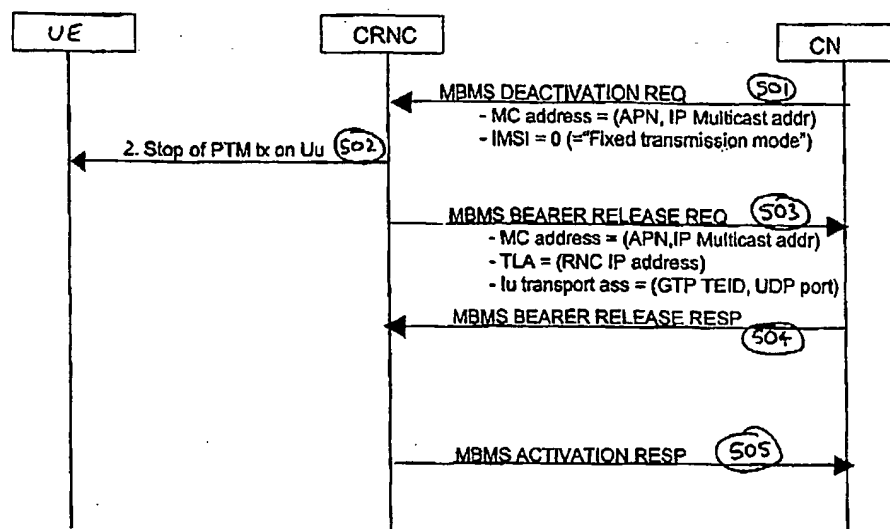 UE
CRNC
CN
MBMS DEACTIVATION REQ 501
- MC address = (APN, IP Multicast addr)
- IMSI = 0 (="Fixed transmission mode")
2. Stop of PTM tx on Uu 502
MBMS BEARER RELEASE REQ 503
- MC address = (APN,IP Multicast addr)
- TLA = (RNC IP address)
- Iu transport ass = (GTP TEID, UDP port)
MBMS BEARER RELEASE RESP
504
MBMS ACTIVATION RESP 505